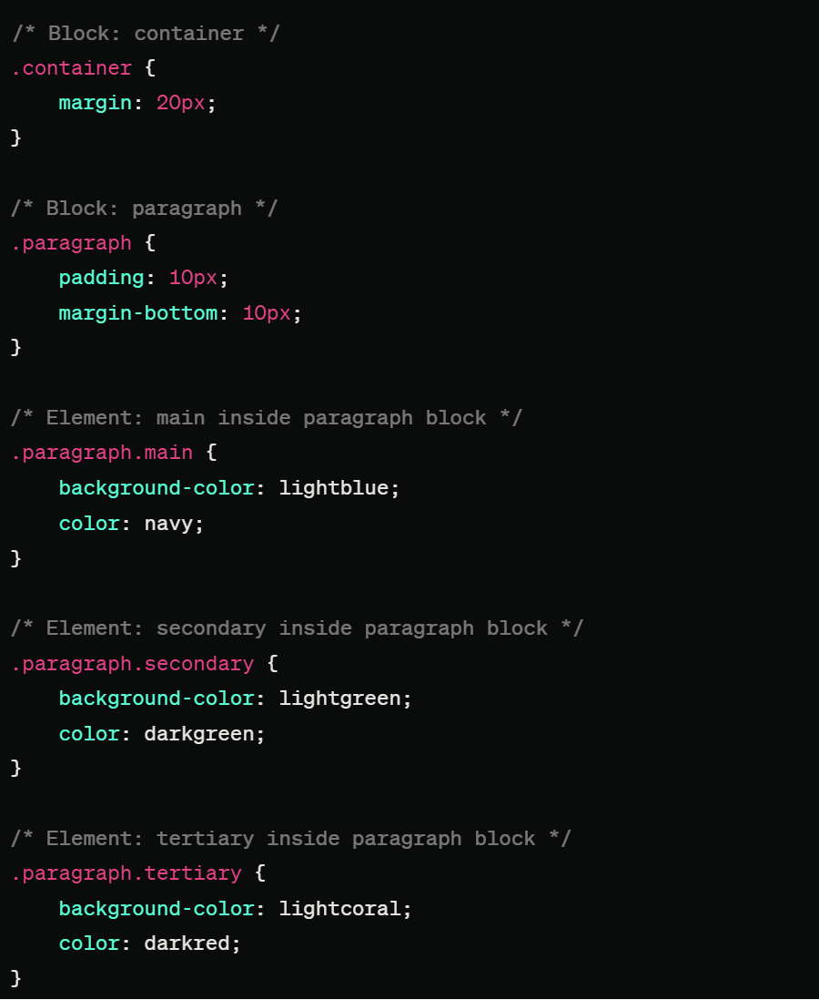 /* Block: container */
.container {
    margin: 20px;
}

/* Block: paragraph */
.paragraph {
    padding: 10px;
    margin-bottom: 10px;
}

/* Element: main inside paragraph block */
.paragraph.main {
    background-color: lightblue;
    color: navy;
}

/* Element: secondary inside paragraph block */
.paragraph.secondary {
    background-color: lightgreen;
    color: darkgreen;
}

/* Element: tertiary inside paragraph block */
.paragraph.tertiary {
    background-color: lightcoral;
    color: darkred;
}